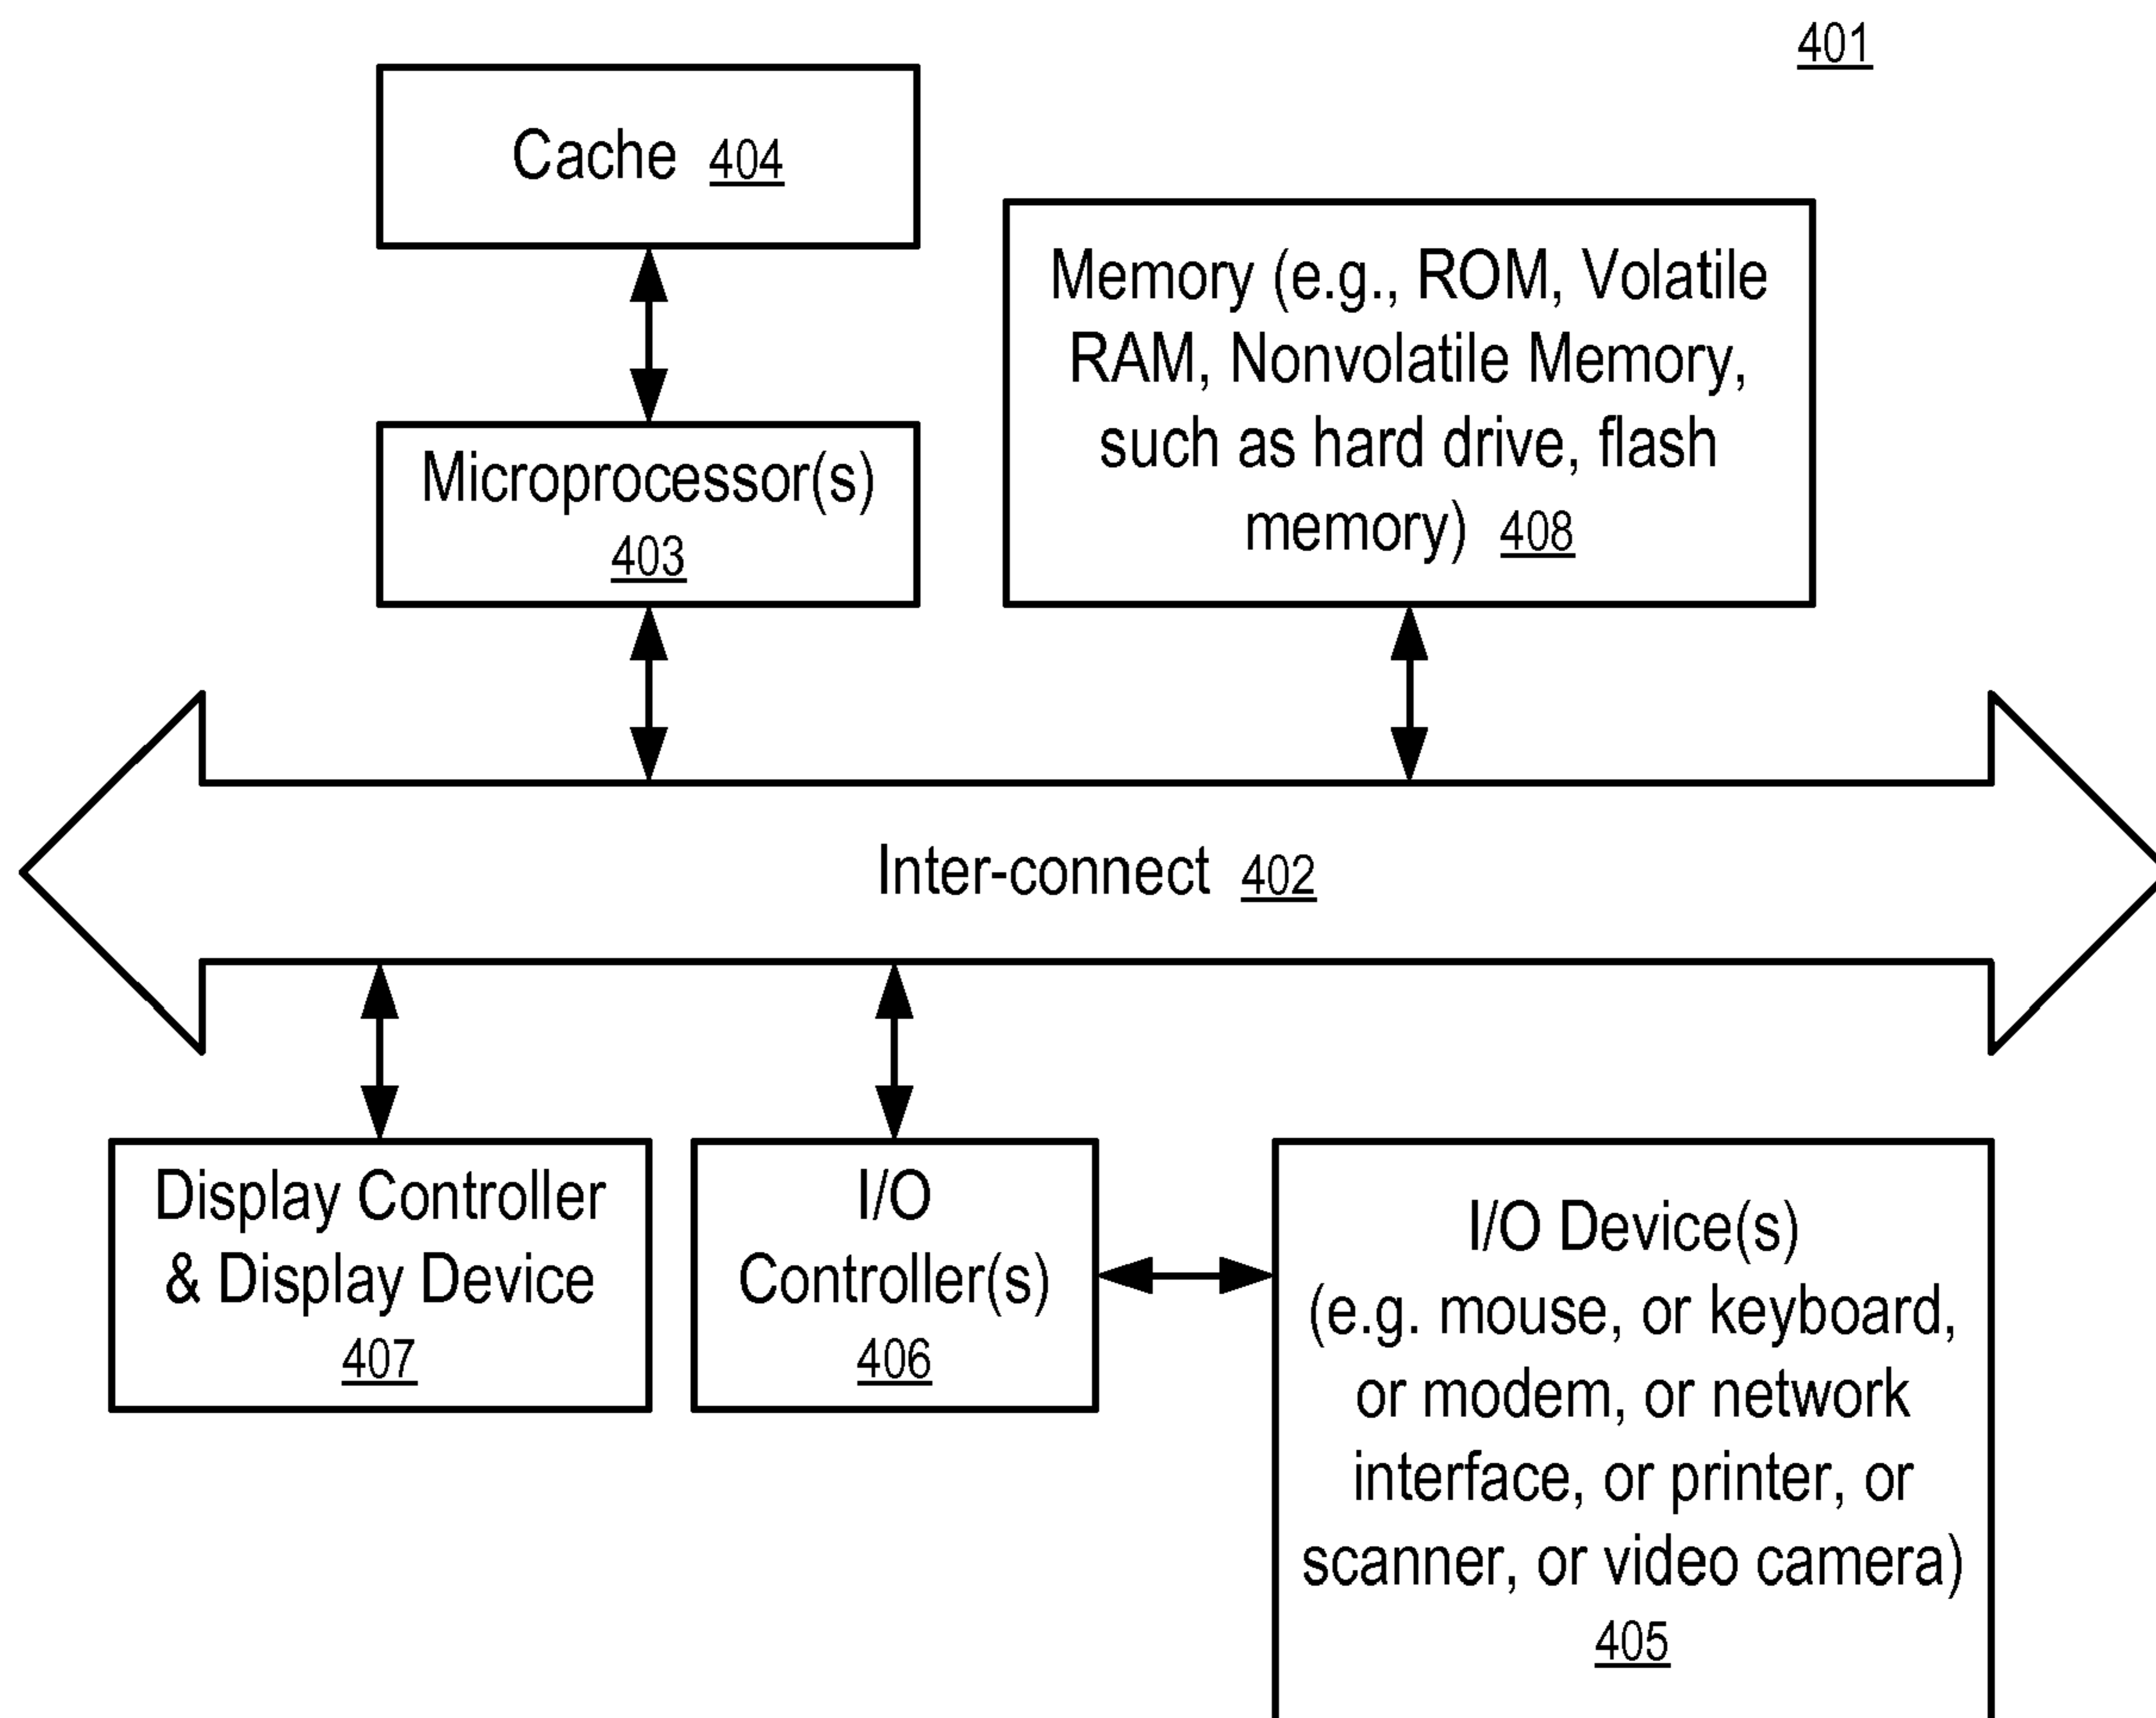 401
Cache 404
Memory (e.g., ROM, Volatile
RAM, Nonvolatile Memory,
such as hard drive, flash
memory) 408
Microprocessor(s)
403
Inter-connect 402
Display Controller
& Display Device
407
I/O
Controller(s)
406
I/O Device(s)
(e.g. mouse, or keyboard,
or modem, or network
interface, or printer, or
scanner, or video camera)
405